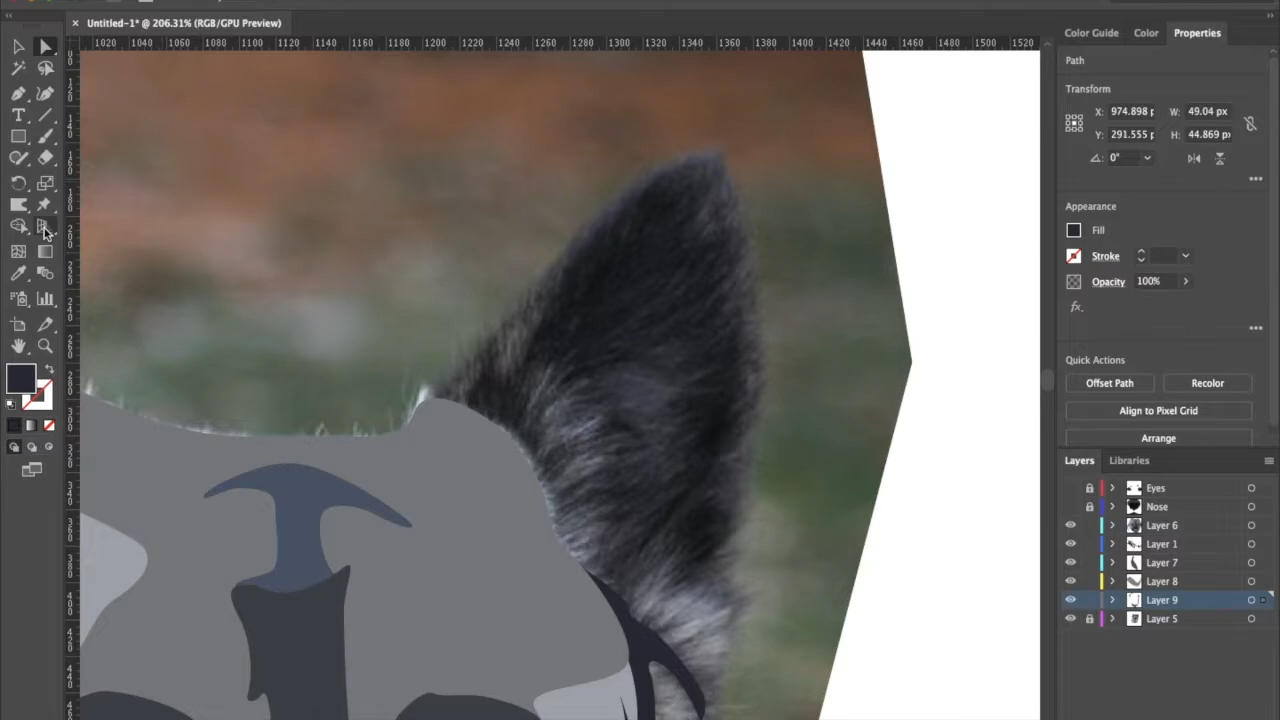 × Untitled-1* @ 206.31% (RGB/GPU Preview)
Color Guide Color Properties
1020 1040 1060 1080 1100 1120 1140 1160 1180 1200 1220 1240 1260 1280 1300 1320 1340 1360 1380 1400 1420 1440 1460 1480 1500 1520
Path
Transform
X: 974.898 p W: 49.04 px
Y: 291.555 p H: 44.869 px
0°
Appearance
Fill
Stroke
Opacity 100%
fx.
Quick Actions
Offset Path Recolor
Align to Pixel Grid
Arrange
Layers Libraries
Eyes
Nose
Layer 6
Layer 1
Layer 7
Layer 8
Layer 9
Layer 5